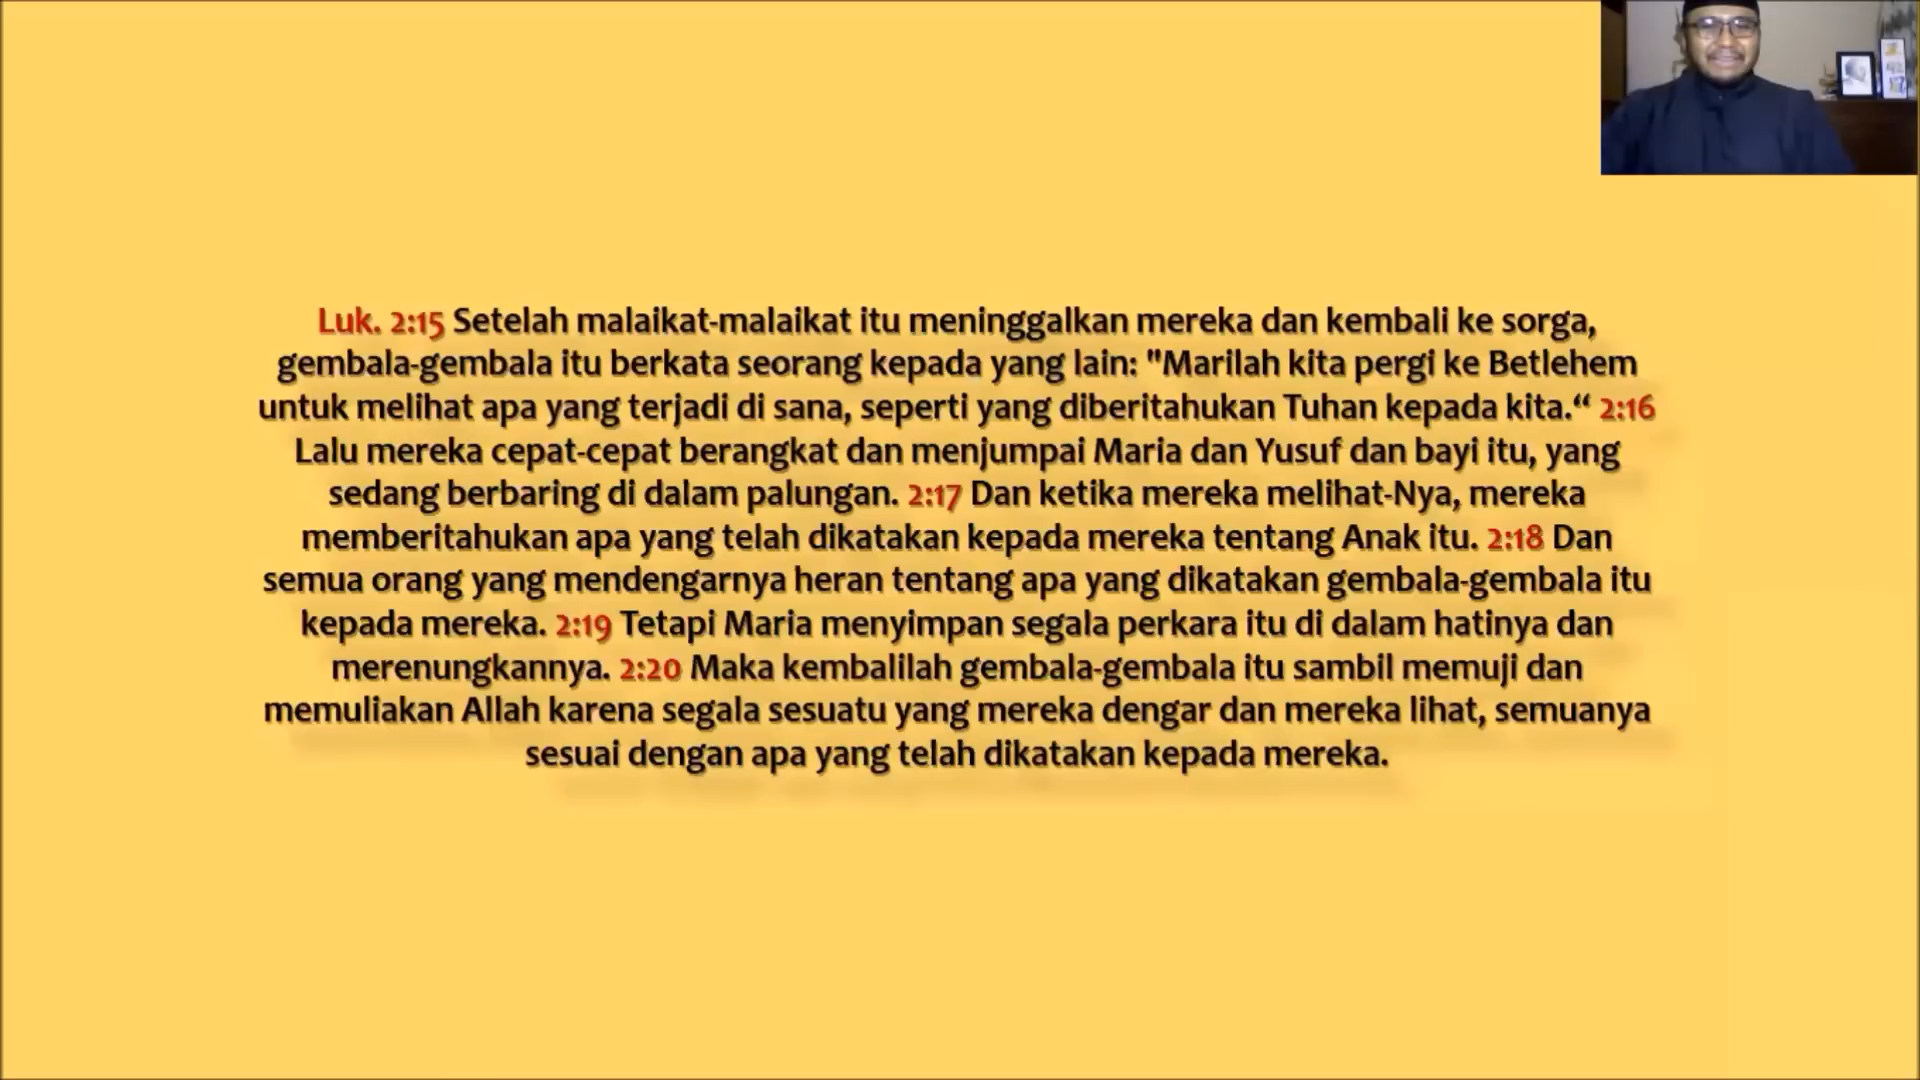 Luk. 2:15 Setelah malaikat-malaikat itu meninggalkan mereka dan kembali ke sorga,
gembala-gembala itu berkata seorang kepada yang lain: "Marilah kita pergi ke Betlehem
untuk melihat apa yang terjadi di sana, seperti yang diberitahukan Tuhan kepada kita.“ 2:16
Lalu mereka cepat-cepat berangkat dan menjumpai Maria dan Yusuf dan bayi itu, yang
sedang berbaring di dalam palungan. 2:17 Dan ketika mereka melihat-Nya, mereka
memberitahukan apa yang telah dikatakan kepada mereka tentang Anak itu. 2:18 Dan
semua orang yang mendengarnya heran tentang apa yang dikatakan gembala-gembala itu
kepada mereka. 2:19 Tetapi Maria menyimpan segala perkara itu di dalam hatinya dan
merenungkannya. 2:20 Maka kembalilah gembala-gembala itu sambil memuji dan
memuliakan Allah karena segala sesuatu yang mereka dengar dan mereka lihat, semuanya
sesuai dengan apa yang telah dikatakan kepada mereka.